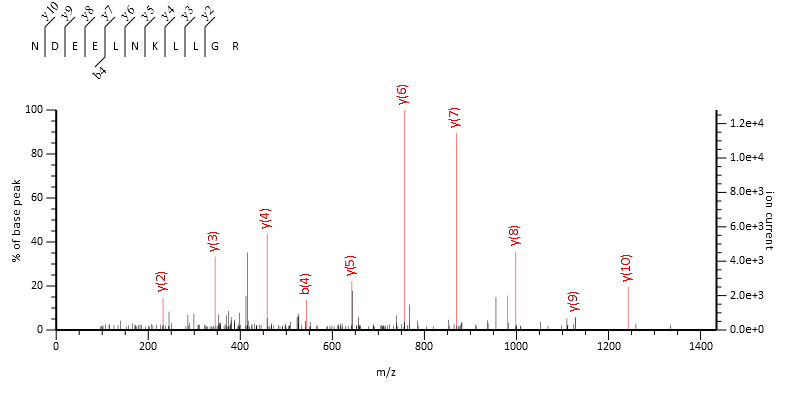 y10 y9 y8 y7 y6 y5 y4 y3 y2
N D E E L N K L L G R
b4
y(2) y(3) y(4) b(4) y(5) y(6) y(7) y(8) y(9) y(10)
100
80
60
40
20
0
% of base peak
1.2e+4
1.0e+4
8.0e+3
6.0e+3
4.0e+3
2.0e+3
0.0e+0
ion current
0 200 400 600 800 1000 1200 1400
m/z